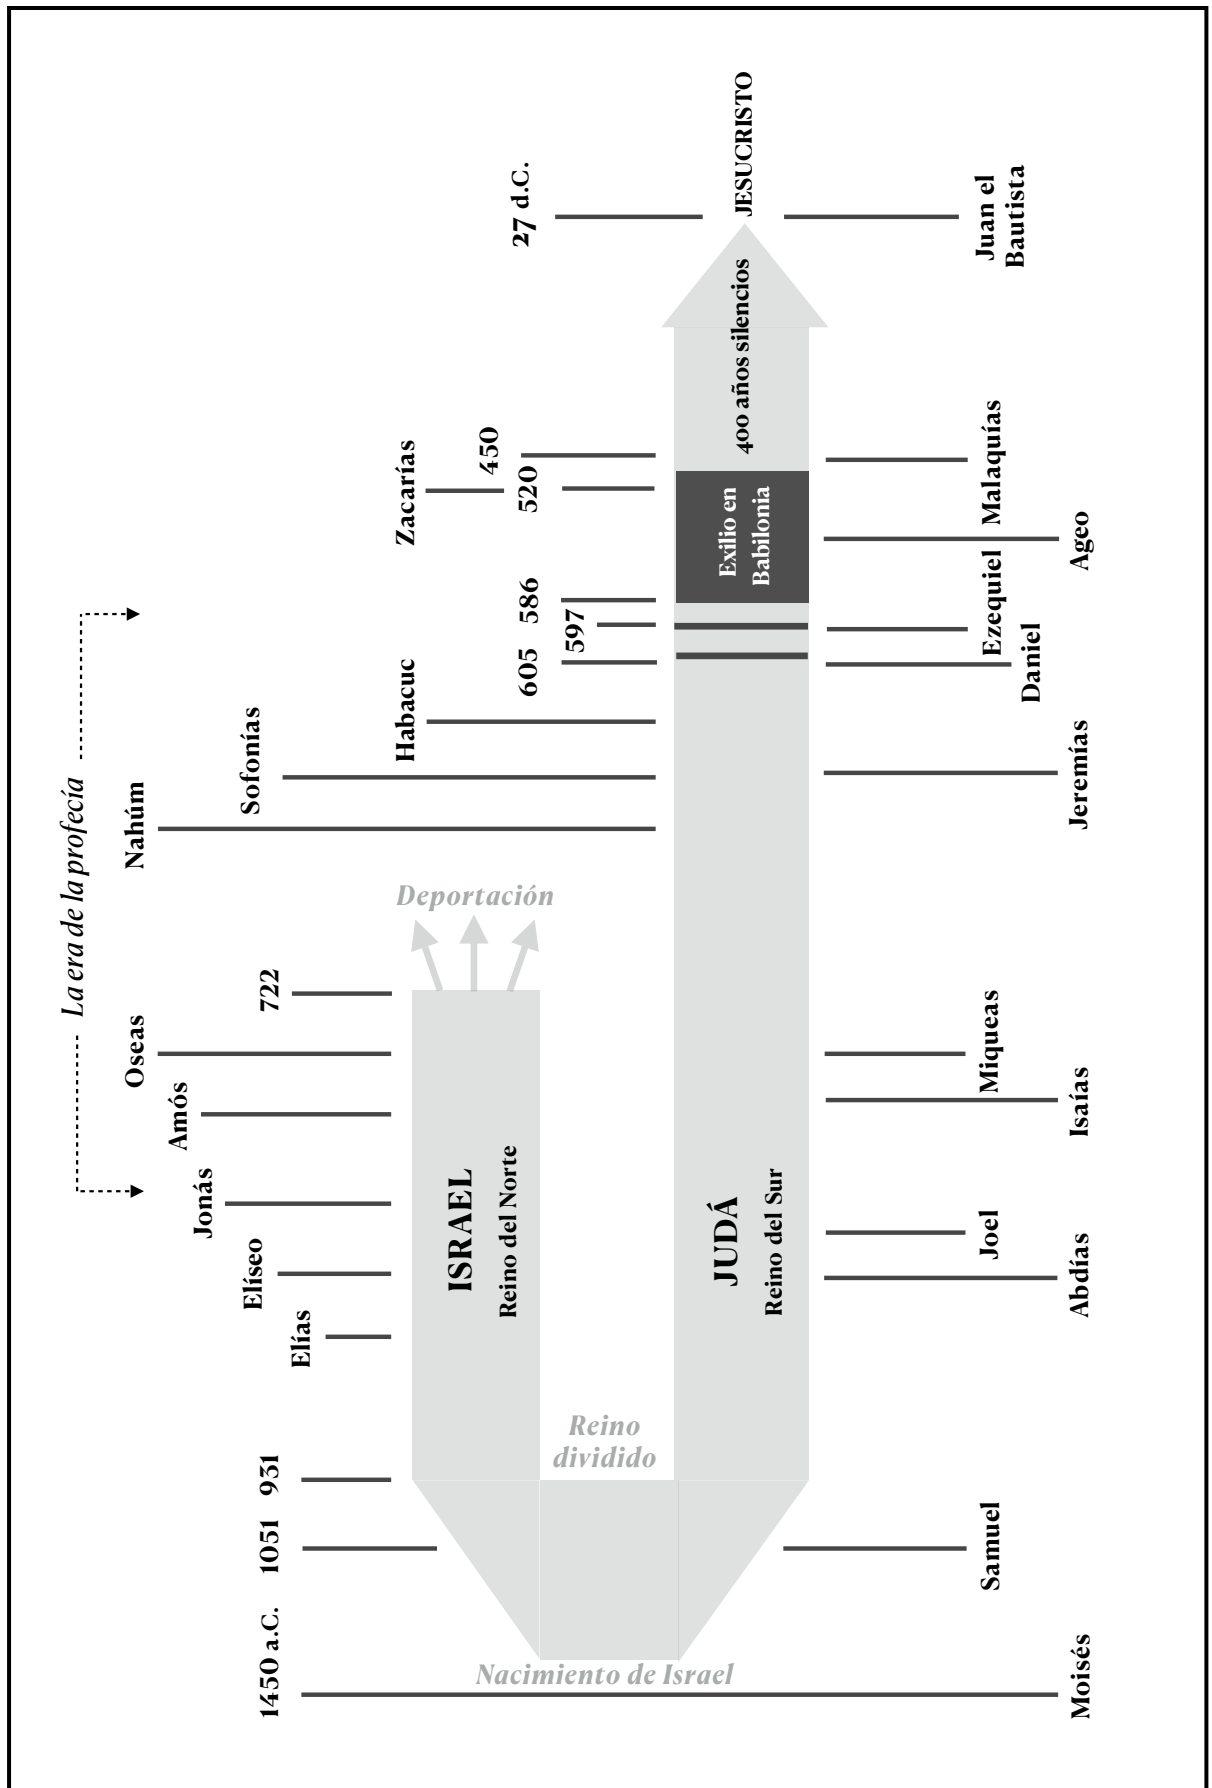 La era de la profecía
Nahúm
Oseas
Amós
Jonás
Sofonías
Elíseo
Elías
722
931
1051
1450 a.C.
Zacarías
Habacuc
450
520
586
597
605
27 d.C.
Deportación
ISRAEL
Reino del Norte
Reino
dividido
Nacimiento de Israel
JESUCRISTO
400 años silencios
Exilio en
Babilonia
JUDÁ
Reino del Sur
Juan el
Bautista
Malaquías
Ageo
Ezequiel
Daniel
Jeremías
Miqueas
Isaías
Joel
Abdías
Samuel
Moisés